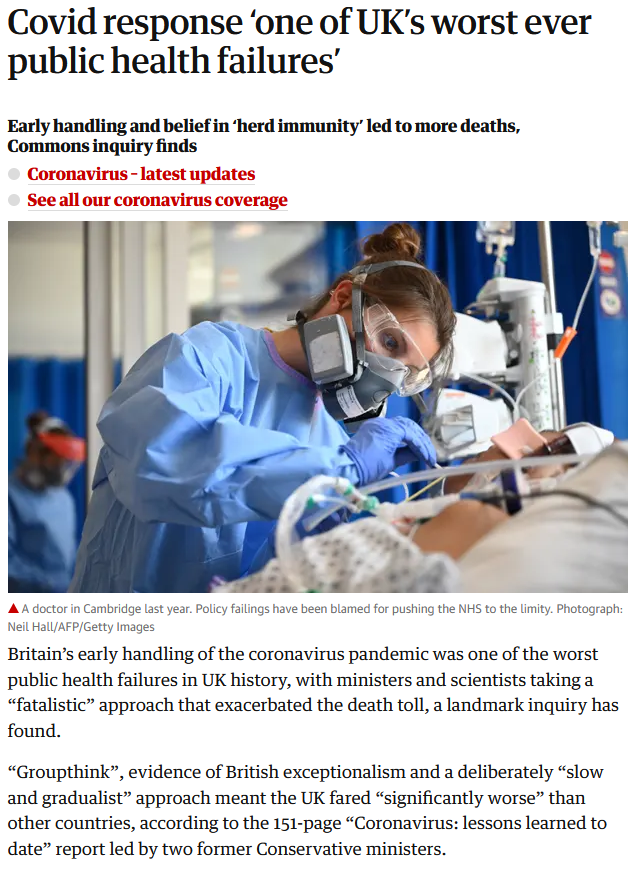 Covid response ‘one of UK’s worst ever
public health failures’
Early handling and belief in ‘herd immunity’ led to more deaths,
Commons inquiry finds
Coronavirus – latest updates
See all our coronavirus coverage
A doctor in Cambridge last year. Policy failings have been blamed for pushing the NHS to the limity. Photograph:
Neil Hall/AFP/Getty Images
Britain’s early handling of the coronavirus pandemic was one of the worst
public health failures in UK history, with ministers and scientists taking a
“fatalistic” approach that exacerbated the death toll, a landmark inquiry has
found.
“Groupthink”, evidence of British exceptionalism and a deliberately “slow
and gradualist” approach meant the UK fared “significantly worse” than
other countries, according to the 151-page “Coronavirus: lessons learned to
date” report led by two former Conservative ministers.